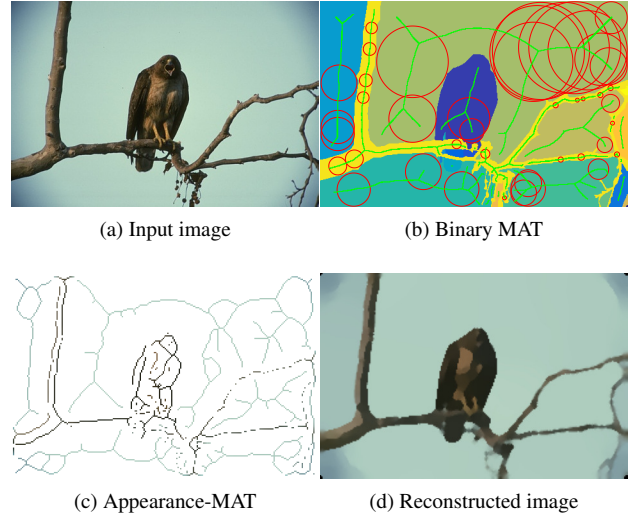 (a) Input image
(b) Binary MAT
(c) Appearance-MAT
(d) Reconstructed image